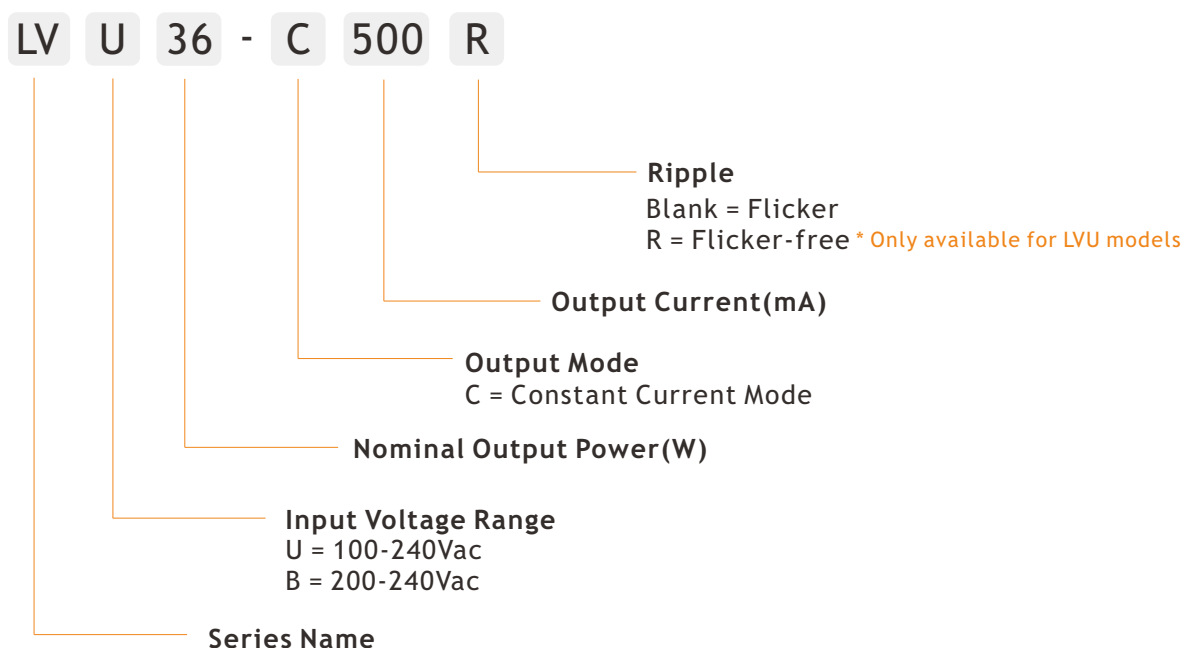 LV U 36 - C 500 R
Ripple
Blank = Flicker
R = Flicker-free * Only available for LVU models
Output Current(mA)
Output Mode
C = Constant Current Mode
Nominal Output Power(W)
Input Voltage Range
U = 100-240Vac
B = 200-240Vac
Series Name